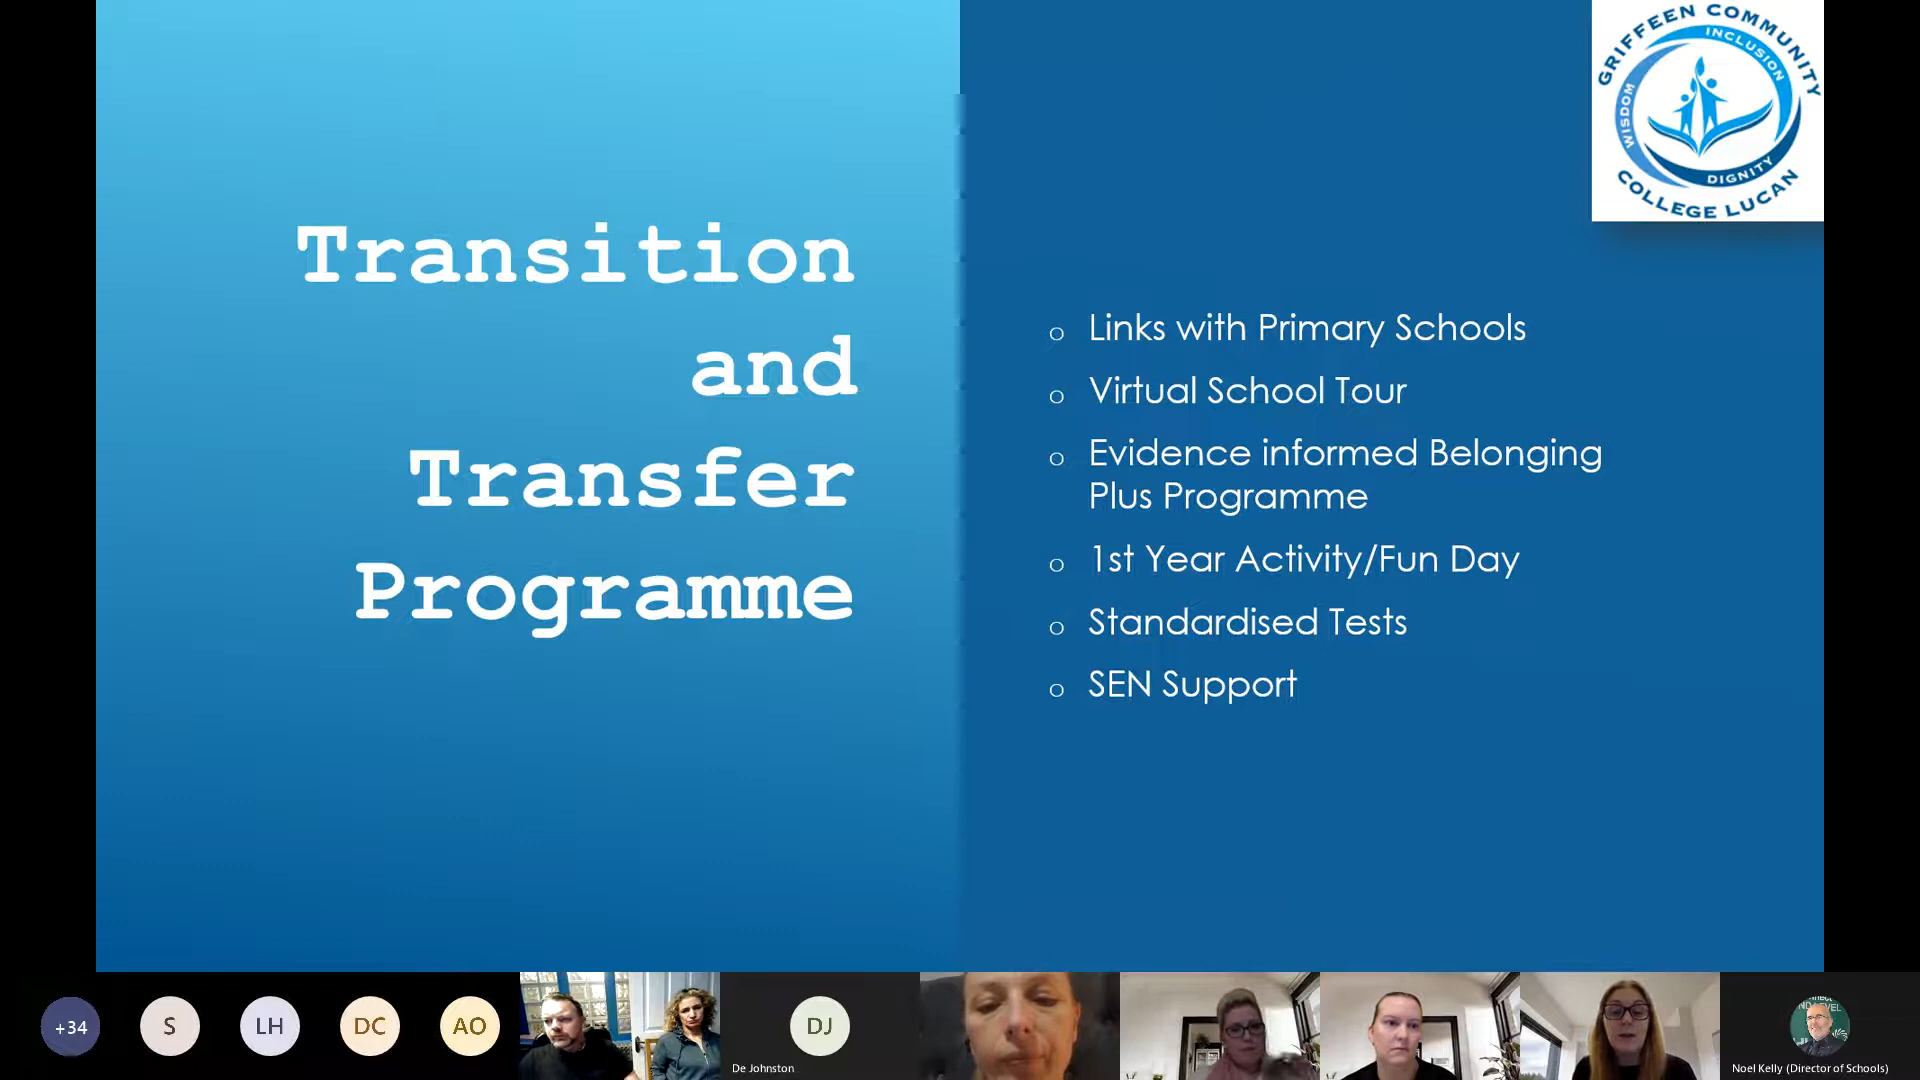 Transition
and
Transfer
Programme
GRIFFEEN COMMUNITY
INCLUSION
WISDOM
DIGNITY
COLLEGE LUCAN
o Links with Primary Schools
o Virtual School Tour
o Evidence informed Belonging
Plus Programme
o 1st Year Activity/Fun Day
o Standardised Tests
o SEN Support
+34
S
LH
DC
AO
DJ
De Johnston
Noel Kelly (Director of Schools)